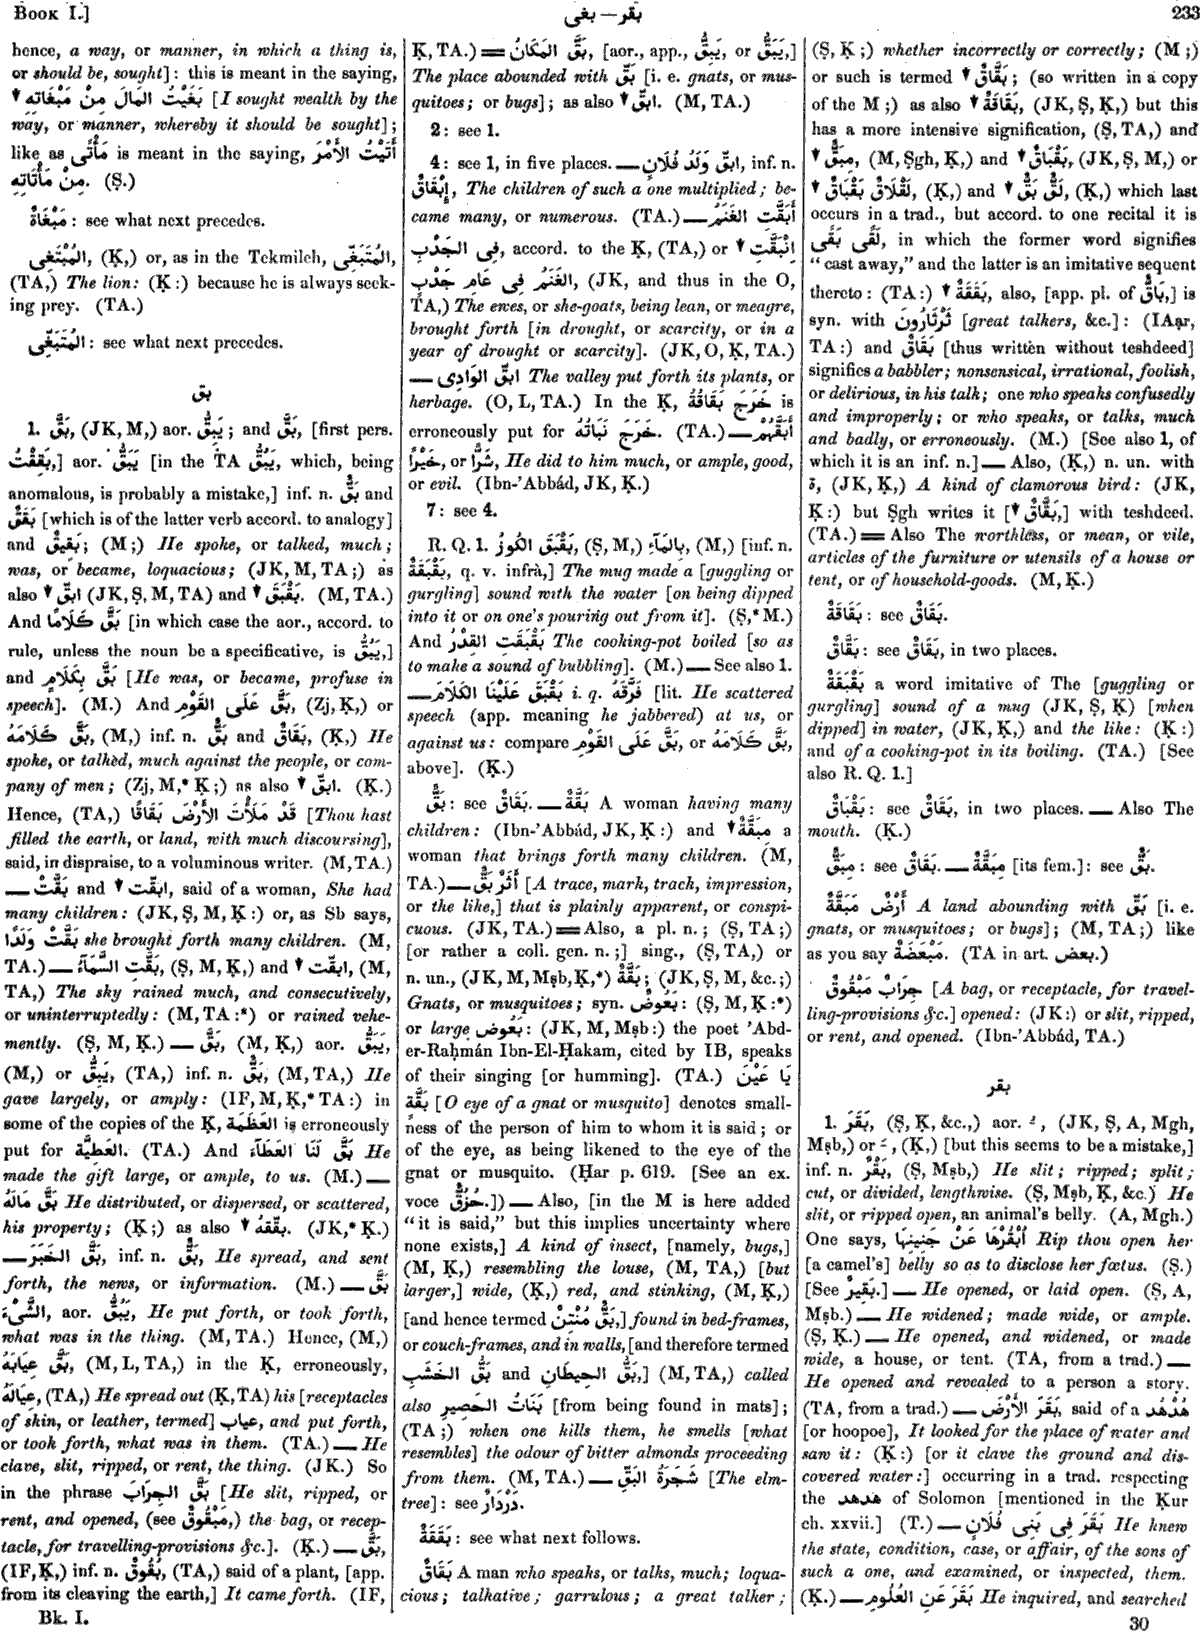 Book I.]
بقر — بغى
233
hence, a way, or manner, in which a thing is,
or should be, sought]: this is meant in the saying,
بَغَيْتُ المَالَ مِنْ مَبْغَاتِهِ ▼ [I sought wealth by the
way, or manner, whereby it should be sought];
like as مَأْتًى is meant in the saying, أَتَيْتُ الأَمْرَ
مِنْ مَأْتَاتِهِ. (Ṣ.)
مَبْغَاةٌ: see what next precedes.
المُبْتَغِى, (Ḳ,) or, as in the Tekmileh, المُتَبَغِّى,
(TA,) The lion: (Ḳ:) because he is always seek-
ing prey. (TA.)
المُتَبَغِّى: see what next precedes.
بق
1. بَقَّ, (JK, M,) aor. يَبِقُّ; and بَقَّ, [first pers.
بَقِقْتُ,] aor. يَبَقُّ [in the TA يَبُقُّ, which, being
anomalous, is probably a mistake,] inf. n. بَقٌّ and
بَقَقٌ [which is of the latter verb accord. to analogy]
and بَقِيقٌ; (M;) He spoke, or talked, much;
was, or became, loquacious; (JK, M, TA;) as
also ▼ ابقّ (JK, Ṣ, M, TA) and ▼ بَقْبَقَ. (M, TA.)
And بَقَّ كَلَامًا [in which case the aor., accord. to
rule, unless the noun be a specificative, is يَبُقُّ,]
and بَقَّ بِكَلَامٍ [He was, or became, profuse in
speech]. (M.) And بَقَّ عَلَى القَوْمِ, (Zj, Ḳ,) or
بَقَّ كَلَامَهُ, (M,) inf. n. بَقٌّ and بَقَاقٌ, (Ḳ,) He
spoke, or talked, much against the people, or com-
pany of men; (Zj, M,* Ḳ;) as also ▼ ابقّ. (Ḳ.)
Hence, (TA,) قَدْ مَلَأْتَ الأَرْضَ بَقَاقًا [Thou hast
filled the earth, or land, with much discoursing],
said, in dispraise, to a voluminous writer. (M, TA.)
— بَقَّتْ and ▼ ابقّت, said of a woman, She had
many children: (JK, Ṣ, M, Ḳ:) or, as Sb says,
بَقَّتْ وَلَدًا she brought forth many children. (M,
TA.) — بَقَّتِ السَّمَآءُ, (Ṣ, M, Ḳ,) and ▼ ابقّت, (M,
TA,) The sky rained much, and consecutively,
or uninterruptedly: (M, TA:*) or rained vehe-
mently. (Ṣ, M, Ḳ.) — بَقَّ, (M, Ḳ,) aor. يَبَقُّ,
(M,) or يَبِقُّ, (TA,) inf. n. بَقٌّ, (M, TA,) He
gave largely, or amply: (IF, M, Ḳ,* TA:) in
some of the copies of the Ḳ, العَظَمَةَ is erroneously
put for العَطِيَّةَ. (TA.) And بَقَّ لَنَا العَطَآءَ He
made the gift large, or ample, to us. (M.) —
بَقَّ مَالَهُ He distributed, or dispersed, or scattered,
his property; (Ḳ;) as also ▼ بقّقهُ. (JK,* Ḳ.)
— بَقَّ الخَبَرَ, inf. n. بَقٌّ, He spread, and sent
forth, the news, or information. (M.) — بَقَّ
الشَّىْءَ, aor. يَبُقُّ, He put forth, or took forth,
what was in the thing. (M, TA.) Hence, (M,)
بَقَّ عِيَابَهُ, (M, L, TA,) in the Ḳ, erroneously,
عِيَالَهُ, (TA,) He spread out (Ḳ, TA) his [receptacles
of skin, or leather, termed] عياب, and put forth,
or took forth, what was in them. (TA.) — He
clave, slit, ripped, or rent, the thing. (JK.) So
in the phrase بَقَّ الجِرَابَ [He slit, ripped, or
rent, and opened, (see مَبْقُوقٌ,) the bag, or recep-
tacle, for travelling-provisions &c.]. (Ḳ.) — بَقَّ,
(IF, Ḳ,) inf. n. بُقُوقٌ, (TA,) said of a plant, [app.
from its cleaving the earth,] It came forth. (IF,
Bk. I.
Ḳ, TA.) = بَقَّ المَكَانُ, [aor., app., يَبِقُّ, or يَبَقُّ,]
The place abounded with بَقّ [i. e. gnats, or mus-
quitoes; or bugs]; as also ▼ ابقّ. (M, TA.)
2: see 1.
4: see 1, in five places. — ابقّ وَلَدُ فُلَانٍ, inf. n.
إِبْقَاقٌ, The children of such a one multiplied; be-
came many, or numerous. (TA.) — أَبَقَّتِ الغَنَمُ
فِى الجَدْبِ, accord. to the Ḳ, (TA,) or ▼ انْبَقَّتِ
الغَنَمُ فِى عَامِ جَدْبٍ, (JK, and thus in the O,
TA,) The ewes, or she-goats, being lean, or meagre,
brought forth [in drought, or scarcity, or in a
year of drought or scarcity]. (JK, O, Ḳ, TA.)
— ابقّ الوَادِى The valley put forth its plants, or
herbage. (O, L, TA.) In the Ḳ, خَرَجَ بَقَاقُهُ is
erroneously put for خَرَجَ نَبَاتُهُ. (TA.) — أَبَقَّهُمْ
خَيْرًا, or شَرًّا, He did to him much, or ample, good,
or evil. (Ibn-'Abbád, JK, Ḳ.)
7: see 4.
R. Q. 1. بَقْبَقَ الكُوزُ, (Ṣ, M,) بِالمَآءِ, (M,) [inf. n.
بَقْبَقَةٌ, q. v. infrà,] The mug made a [guggling or
gurgling] sound with the water [on being dipped
into it or on one's pouring out from it]. (Ṣ,* M.)
And بَقْبَقَتِ القِدْرُ The cooking-pot boiled [so as
to make a sound of bubbling]. (M.) — See also 1.
— بَقْبَقَ عَلَيْنَا الكَلَامَ i. q. فَرَّقَهُ [lit. He scattered
speech (app. meaning he jabbered) at us, or
against us: compare بَقَّ عَلَى القَوْمِ, or بَقَّ كَلَامَهُ,
above]. (Ḳ.)
بَقٌّ: see بَقَاقٌ. — بَقَّةٌ A woman having many
children: (Ibn-'Abbád, JK, Ḳ:) and ▼ مِبَقَّةٌ a
woman that brings forth many children. (M,
TA.) — أَثَرٌ بَقٌّ [A trace, mark, track, impression,
or the like,] that is plainly apparent, or conspi-
cuous. (JK, TA.) = Also, a pl. n.; (Ṣ, TA;)
[or rather a coll. gen. n.;] sing., (Ṣ, TA,) or
n. un., (JK, M, Mṣb, Ḳ,*) بَقَّةٌ; (JK, Ṣ, M, &c.;)
Gnats, or musquitoes; syn. بَعُوضٌ: (Ṣ, M, Ḳ:*)
or large بَعُوض: (JK, M, Mṣb:) the poet 'Abd-
er-Raḥmán Ibn-El-Ḥakam, cited by IB, speaks
of their singing [or humming]. (TA.) يَا عَيْنَ
بَقَّةٍ [O eye of a gnat or musquito] denotes small-
ness of the person of him to whom it is said; or
of the eye, as being likened to the eye of the
gnat or musquito. (Ḥar p. 619. [See an ex.
voce حُزُقٌّ.]) — Also, [in the M is here added
"it is said," but this implies uncertainty where
none exists,] A kind of insect, [namely, bugs,]
(M, Ḳ,) resembling the louse, (M, TA,) [but
larger,] wide, (Ḳ,) red, and stinking, (M, Ḳ,)
[and hence termed بَقٌّ مُنْتِنٌ,] found in bed-frames,
or couch-frames, and in walls, [and therefore termed
بَقُّ الحِيطَانِ and بَقُّ الخَشَبِ,] (M, TA,) called
also بَنَاتُ الحَصِيرِ [from being found in mats];
(TA;) when one kills them, he smells [what
resembles] the odour of bitter almonds proceeding
from them. (M, TA.) — شَجَرَةُ البَقِّ [The elm-
tree]: see دَرْدَارٌ.
بَقَقَةٌ: see what next follows.
بَقَاقٌ A man who speaks, or talks, much; loqua-
cious; talkative; garrulous; a great talker;
(Ṣ, Ḳ;) whether incorrectly or correctly; (M;)
or such is termed ▼ بَقَّاقٌ; (so written in a copy
of the M;) as also ▼ بَقَاقَةٌ, (JK, Ṣ, Ḳ,) but this
has a more intensive signification, (Ṣ, TA,) and
▼ مِبَقٌّ, (M, Ṣgh, Ḳ,) and ▼ بَقْبَاقٌ, (JK, Ṣ, M,) or
▼ لَقْلَاقٌ بَقْبَاقٌ, (Ḳ,) and ▼ لَقٌّ بَقٌّ, (Ḳ,) which last
occurs in a trad., but accord. to one recital it is
لَقًى بَقًى, in which the former word signifies
"cast away," and the latter is an imitative sequent
thereto: (TA:) ▼ بَقَقَةٌ, also, [app. pl. of بَاقٌّ,] is
syn. with ثَرْثَارُونَ [great talkers, &c.]: (IAạr,
TA:) and بَقَاقٌ [thus written without teshdeed]
signifies a babbler; nonsensical, irrational, foolish,
or delirious, in his talk; one who speaks confusedly
and improperly; or who speaks, or talks, much
and badly, or erroneously. (M.) [See also 1, of
which it is an inf. n.] — Also, (Ḳ,) n. un. with
ة, (JK, Ḳ,) A kind of clamorous bird: (JK,
Ḳ:) but Ṣgh writes it [▼ بَقَّاقٌ,] with teshdeed.
(TA.) = Also The worthless, or mean, or vile,
articles of the furniture or utensils of a house or
tent, or of household-goods. (M, Ḳ.)
بَقَاقَةٌ: see بَقَاقٌ.
بَقَّاقٌ: see بَقَاقٌ, in two places.
بَقْبَقَةٌ a word imitative of The [guggling or
gurgling] sound of a mug (JK, Ṣ, Ḳ) [when
dipped] in water, (JK, Ḳ,) and the like: (Ḳ:)
and of a cooking-pot in its boiling. (TA.) [See
also R. Q. 1.]
بَقْبَاقٌ: see بَقَاقٌ, in two places. — Also The
mouth. (Ḳ.)
مِبَقٌّ: see بَقَاقٌ. — مِبَقَّةٌ [its fem.]: see بَقٌّ.
أَرْضٌ مَبَقَّةٌ A land abounding with بَقّ [i. e.
gnats, or musquitoes; or bugs]; (M, TA;) like
as you say مَبْعَضَةٌ. (TA in art. بعض.)
جِرَابٌ مَبْقُوقٌ [A bag, or receptacle, for travel-
ling-provisions &c.] opened: (JK:) or slit, ripped,
or rent, and opened. (Ibn-'Abbád, TA.)
بقر
1. بَقَرَ, (Ṣ, Ḳ, &c.,) aor. ـُ, (JK, Ṣ, A, Mgh,
Mṣb,) or ـَ, (Ḳ,) [but this seems to be a mistake,]
inf. n. بَقْرٌ, (Ṣ, Mṣb,) He slit; ripped; split;
cut, or divided, lengthwise. (Ṣ, Mṣb, Ḳ, &c.) He
slit, or ripped open, an animal's belly. (A, Mgh.)
One says, اُبْقُرْهَا عَنْ جَنِينِهَا Rip thou open her
[a camel's] belly so as to disclose her fœtus. (Ṣ.)
[See بَقِيرٌ.] — He opened, or laid open. (Ṣ, A,
Mṣb.) — He widened; made wide, or ample.
(Ṣ, Ḳ.) — He opened, and widened, or made
wide, a house, or tent. (TA, from a trad.) —
He opened and revealed to a person a story.
(TA, from a trad.) — بَقَرَ الأَرْضَ, said of a هُدْهُد
[or hoopoe], It looked for the place of water and
saw it: (Ḳ:) [or it clave the ground and dis-
covered water:] occurring in a trad. respecting
the هدهد of Solomon [mentioned in the Ḳur
ch. xxvii.] (T.) — بَقَرَ فِى بَنِى فُلَانٍ He knew
the state, condition, case, or affair, of the sons of
such a one, and examined, or inspected, them.
(Ḳ.) — بَقَرَ عَنِ العُلُومِ He inquired, and searched
30